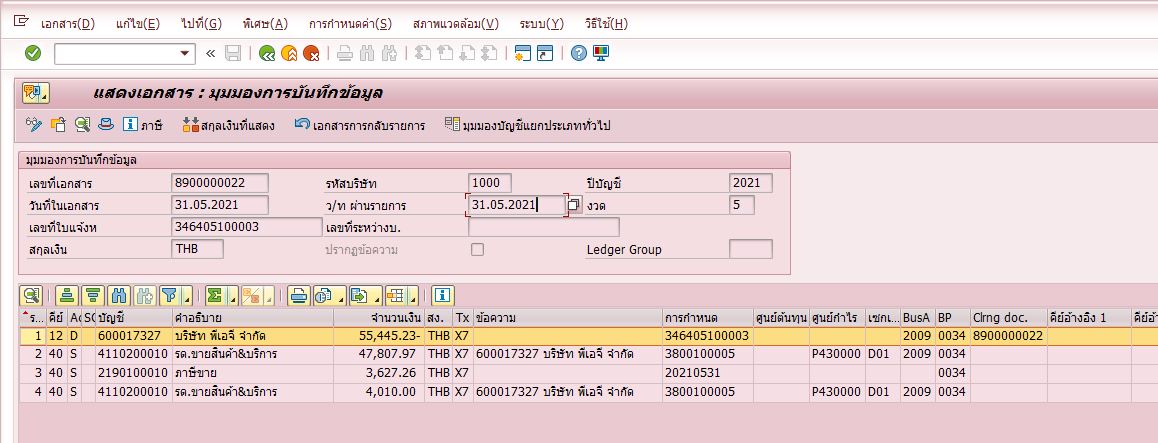 เอกสาร(D) แก้ไข(E) ไปที่(G) พิเศษ(A) การกำหนดค่า(S) สภาพแวดล้อม(V) ระบบ(Y) วิธีใช้(H)
แสดงเอกสาร : มุมมองการบันทึกข้อมูล
ภาษี สกุลเงินที่แสดง เอกสารการกลับรายการ มุมมองบัญชีแยกประเภททั่วไป
มุมมองการบันทึกข้อมูล
เลขที่เอกสาร 8900000022 รหัสบริษัท 1000 ปีบัญชี 2021
วันที่ในเอกสาร 31.05.2021 ว/ท ผ่านรายการ 31.05.2021 งวด 5
เลขที่ใบแจ้งห 346405100003 เลขที่ระหว่างบ.
สกุลเงิน THB ปรากฏข้อความ Ledger Group
ร... คีย์ Ac SG บัญชี คำอธิบาย จำนวนเงิน สง. Tx ข้อความ การกำหนด ศูนย์ต้นทุน ศูนย์กำไร เซกเ... BusA BP Clrng doc. คีย์อ้างอิง 1 คีย์อ้
1 12 D 600017327 บริษัท พีเอจี จำกัด 55,445.23- THB X7 346405100003 2009 0034 8900000022
2 40 S 4110200010 รด.ขายสินค้า&บริการ 47,807.97 THB X7 600017327 บริษัท พีเอจี จำกัด 3800100005 P430000 D01 2009 0034
3 40 S 2190100010 ภาษีขาย 3,627.26 THB X7 20210531 0034
4 40 S 4110200010 รด.ขายสินค้า&บริการ 4,010.00 THB X7 600017327 บริษัท พีเอจี จำกัด 3800100005 P430000 D01 2009 0034